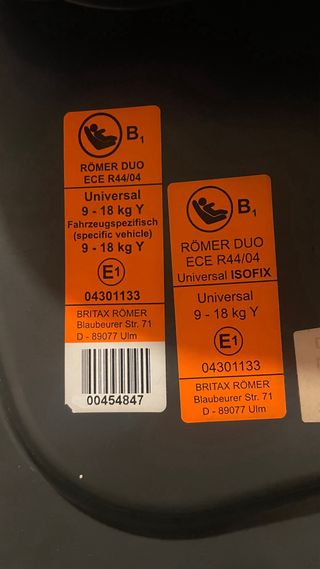 B1
RÖMER DUO
ECE R44/04
Universal
9 - 18 kg Y
Fahrzeugspezifisch
(specific vehicle)
9 - 18 kg Y
E1
04301133
BRITAX RÖMER
Blaubeurer Str. 71
D - 89077 Ulm
00454847
B1
RÖMER DUO
ECE R44/04
Universal ISOFIX
Universal
9 - 18 kg Y
E1
04301133
BRITAX RÖMER
Blaubeurer Str. 71
D - 89077 Ulm